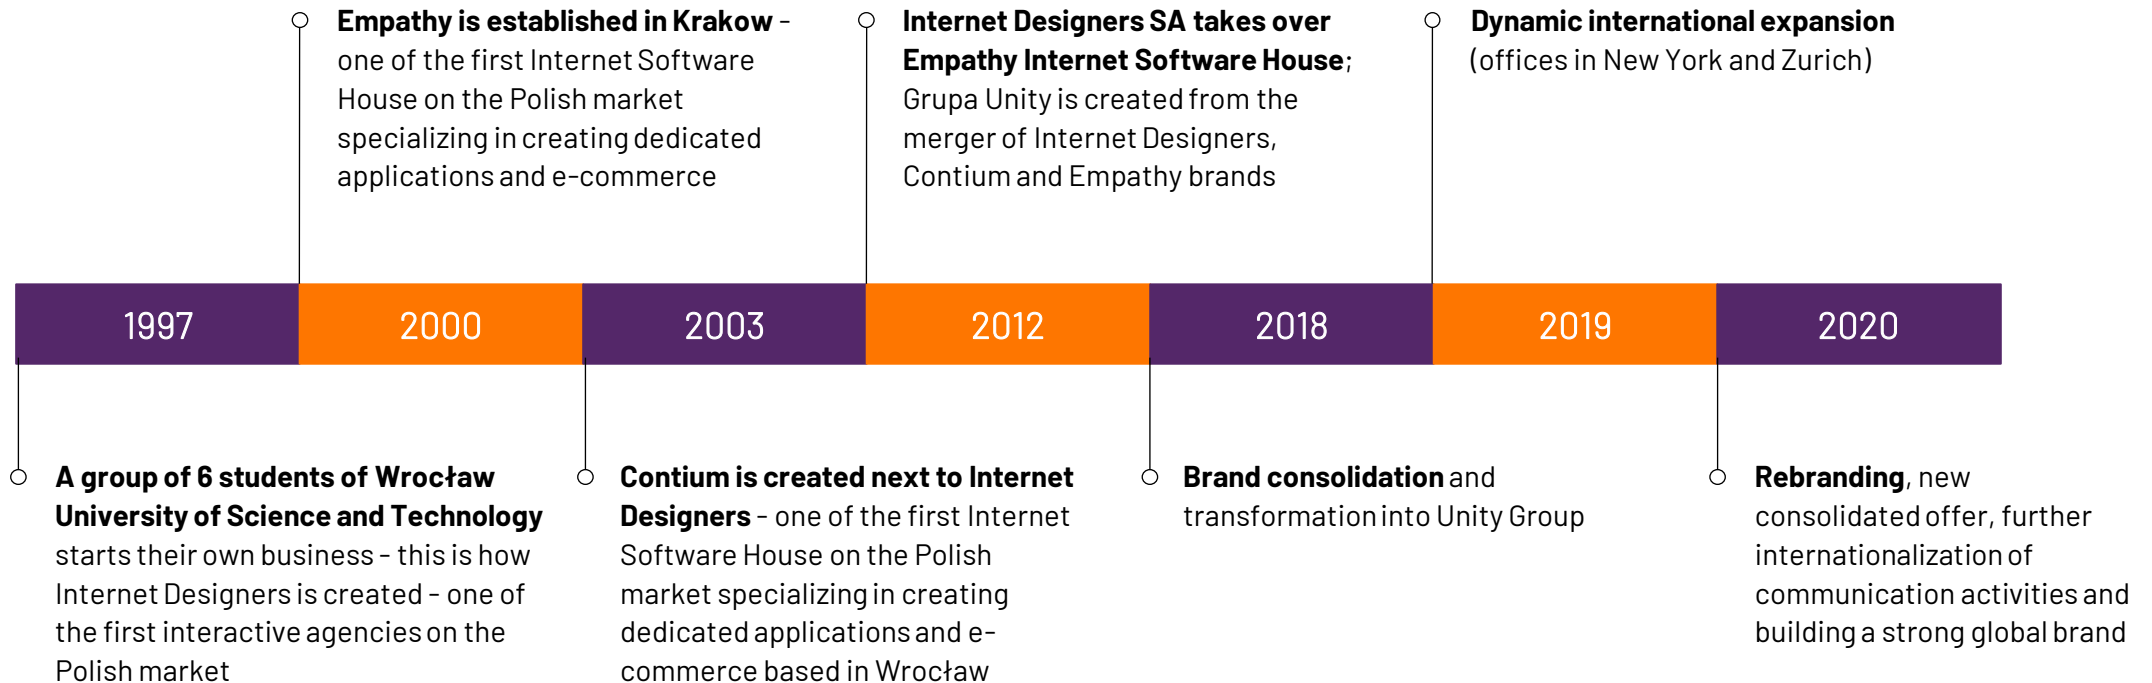 Empathy is established in Krakow -
one of the first Internet Software
House on the Polish market
specializing in creating dedicated
applications and e-commerce
Internet Designers SA takes over
Empathy Internet Software House;
Grupa Unity is created from the
merger of Internet Designers,
Contium and Empathy brands
Dynamic international expansion
(offices in New York and Zurich)
1997
2000
2003
2012
2018
2019
2020
A group of 6 students of Wrocław
University of Science and Technology
starts their own business - this is how
Internet Designers is created - one of
the first interactive agencies on the
Polish market
Contium is created next to Internet
Designers - one of the first Internet
Software House on the Polish
market specializing in creating
dedicated applications and e-
commerce based in Wrocław
Brand consolidation and
transformation into Unity Group
Rebranding, new
consolidated offer, further
internationalization of
communication activities and
building a strong global brand